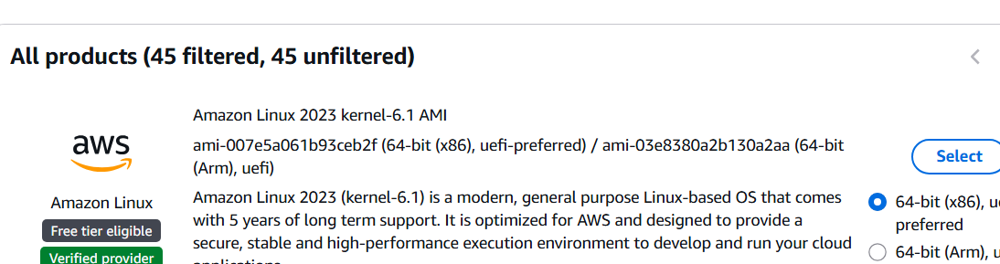 All products (45 filtered, 45 unfiltered)
Amazon Linux 2023 kernel-6.1 AMI
aws
ami-007e5a061b93ceb2f (64-bit (x86), uefi-preferred) / ami-03e8380a2b130a2aa (64-bit
(Arm), uefi)
Select
Amazon Linux
Free tier eligible
Verified provider
Amazon Linux 2023 (kernel-6.1) is a modern, general purpose Linux-based OS that comes
with 5 years of long term support. It is optimized for AWS and designed to provide a
secure, stable and high-performance execution environment to develop and run your cloud
applications.
64-bit (x86),
preferred
64-bit (Arm),